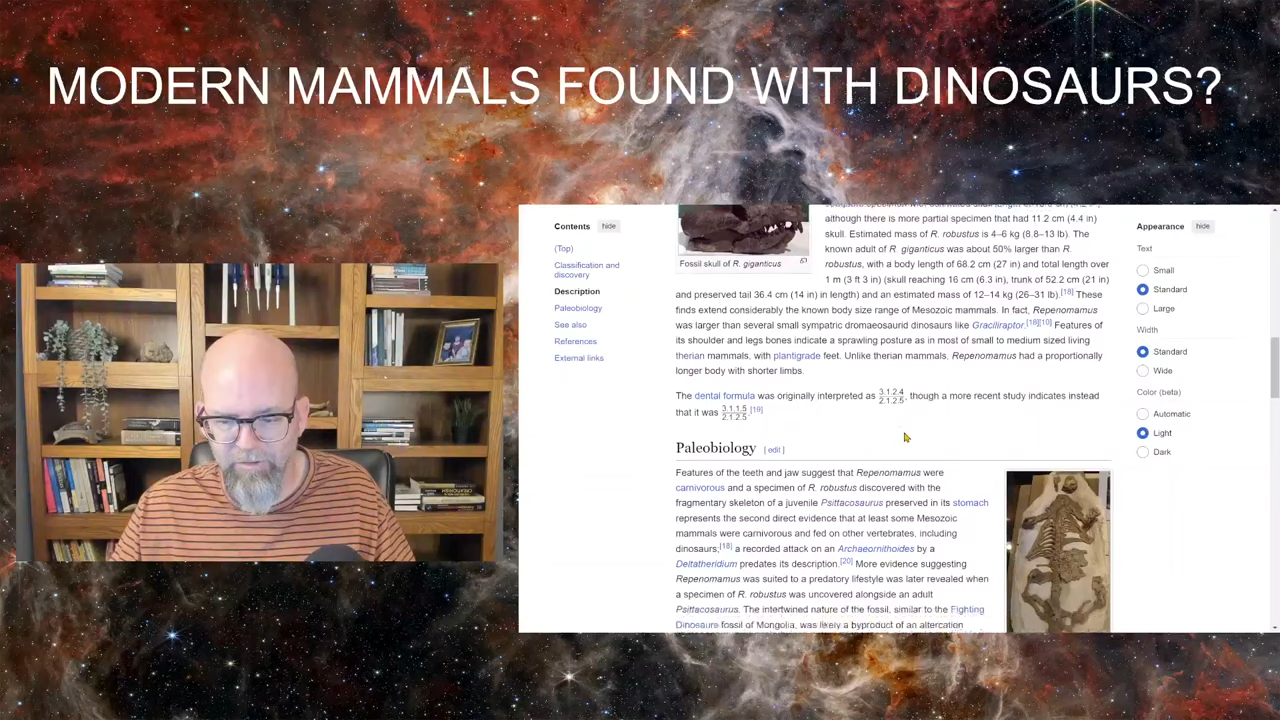 MODERN MAMMALS FOUND WITH DINOSAURS?
Contents hide
(Top)
Classification and
discovery
Description
Paleobiology
See also
References
External links
Fossil skull of R. giganticus
although there is more partial specimen that had 11.2 cm (4.4 in)
skull. Estimated mass of R. robustus is 4–6 kg (8.8–13 lb). The
known adult of R. giganticus was about 50% larger than R.
robustus, with a body length of 68.2 cm (27 in) and total length over
1 m (3 ft 3 in) (skull reaching 16 cm (6.3 in), trunk of 52.2 cm (21 in)
and preserved tail 36.4 cm (14 in) in length) and an estimated mass of 12–14 kg (26–31 lb).[18] These
finds extend considerably the known body size range of Mesozoic mammals. In fact, Repenomamus
was larger than several small sympatric dromaeosaurid dinosaurs like Graciliraptor.[18][10] Features of
its shoulder and legs bones indicate a sprawling posture as in most of small to medium sized living
therian mammals, with plantigrade feet. Unlike therian mammals, Repenomamus had a proportionally
longer body with shorter limbs.
The dental formula was originally interpreted as 3.1.2.4/2.1.2.5, though a more recent study indicates instead
that it was 3.1.1.5/2.1.2.5.[19]
Paleobiology [ edit ]
Features of the teeth and jaw suggest that Repenomamus were
carnivorous and a specimen of R. robustus discovered with the
fragmentary skeleton of a juvenile Psittacosaurus preserved in its stomach
represents the second direct evidence that at least some Mesozoic
mammals were carnivorous and fed on other vertebrates, including
dinosaurs;[18] a recorded attack on an Archaeornithoides by a
Deltatheridium predates its description.[20] More evidence suggesting
Repenomamus was suited to a predatory lifestyle was later revealed when
a specimen of R. robustus was uncovered alongside an adult
Psittacosaurus. The intertwined nature of the fossil, similar to the Fighting
Dinosaurs fossil of Mongolia, was likely a byproduct of an altercation
Appearance hide
Text
Small
Standard
Large
Width
Standard
Wide
Color (beta)
Automatic
Light
Dark